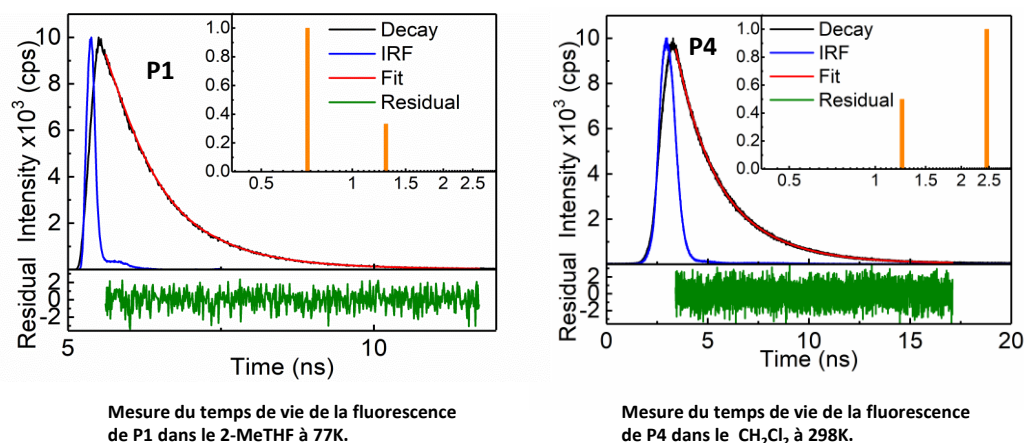 P1
Decay
IRF
Fit
Residual
1.0
0.8
0.6
0.4
0.2
0.0
0.5 1 1.5 2 2.5
10
8
6
4
2
Intensity x10³ (cps)
2
0
-2
Residual
5 10
Time (ns)
Mesure du temps de vie de la fluorescence
de P1 dans le 2-MeTHF à 77K.
P4
Decay
IRF
Fit
Residual
1.0
0.8
0.6
0.4
0.2
0.0
0.5 1 1.5 2 2.5
10
8
6
4
2
Intensity x10³ (cps)
2
0
-2
Residual
0 5 10 15 20
Time (ns)
Mesure du temps de vie de la fluorescence
de P4 dans le CH₂Cl₂ à 298K.